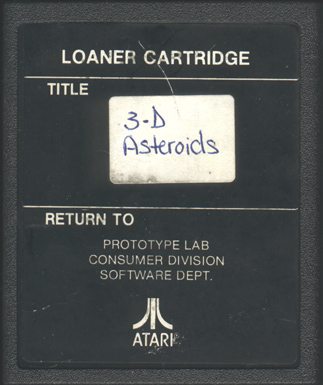 LOANER CARTRIDGE
TITLE
3-D
Asteroids
RETURN TO
PROTOTYPE LAB
CONSUMER DIVISION
SOFTWARE DEPT.
ATARI